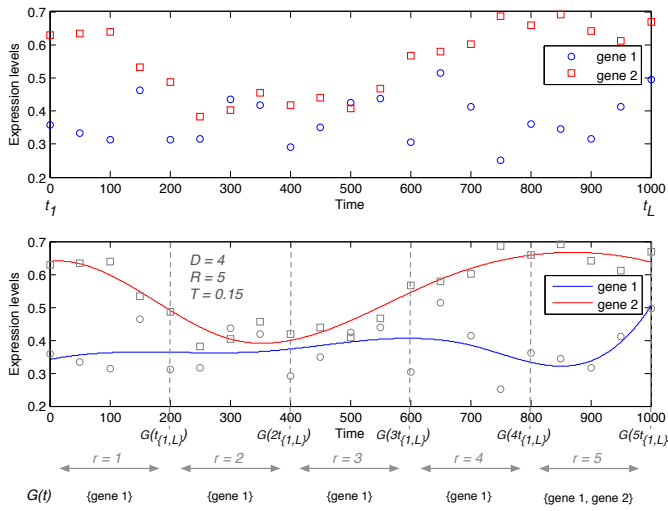 0.7
0.6
0.5
0.4
0.3
0.2
Expression levels
gene 1
gene 2
0 100 200 300 400 500 600 700 800 900 1000
t1 Time tL
0.7
0.6
0.5
0.4
0.3
0.2
Expression levels
D = 4
R = 5
T = 0.15
gene 1
gene 2
0 100 200 300 400 500 600 700 800 900 1000
G(t{1,L}) G(2t{1,L}) Time G(3t{1,L}) G(4t{1,L}) G(5t{1,L})
r = 1 r = 2 r = 3 r = 4 r = 5
G(t) {gene 1} {gene 1} {gene 1} {gene 1} {gene 1, gene 2}